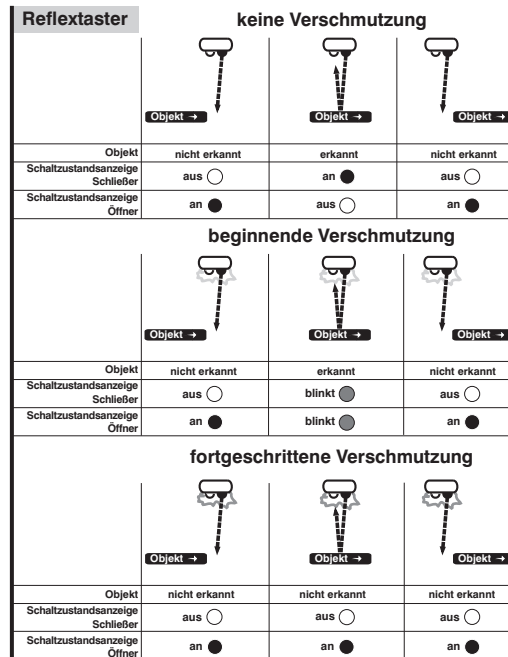 Reflextaster
keine Verschmutzung
Objekt → Objekt → Objekt →
Objekt nicht erkannt erkannt nicht erkannt
Schaltzustandsanzeige
Schließer aus an aus
Schaltzustandsanzeige
Öffner an aus an
beginnende Verschmutzung
Objekt → Objekt → Objekt →
Objekt nicht erkannt erkannt nicht erkannt
Schaltzustandsanzeige
Schließer aus blinkt aus
Schaltzustandsanzeige
Öffner an blinkt an
fortgeschrittene Verschmutzung
Objekt → Objekt → Objekt →
Objekt nicht erkannt nicht erkannt nicht erkannt
Schaltzustandsanzeige
Schließer aus aus aus
Schaltzustandsanzeige
Öffner an an an